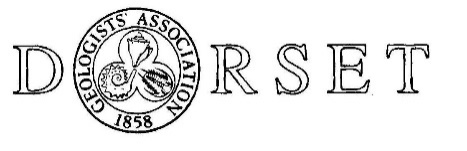 D RSET
GEOLOGISTS' ASSOCIATION
1858